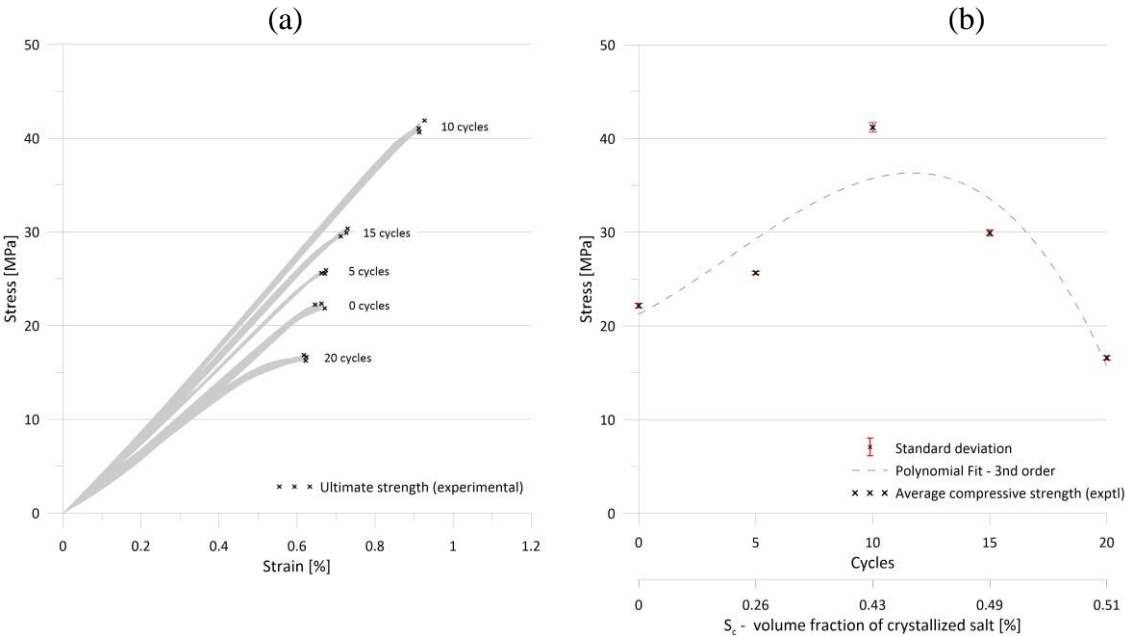 (a)
50
40
30
20
10
0
Stress [MPa]
10 cycles
15 cycles
5 cycles
0 cycles
20 cycles
Ultimate strength (experimental)
0 0.2 0.4 0.6 0.8 1 1.2
Strain [%]
(b)
50
40
30
20
10
0
Stress [MPa]
Standard deviation
Polynomial Fit - 3nd order
Average compressive strength (exptl)
0 5 10 15 20
Cycles
0 0.26 0.43 0.49 0.51
Sc - volume fraction of crystallized salt [%]